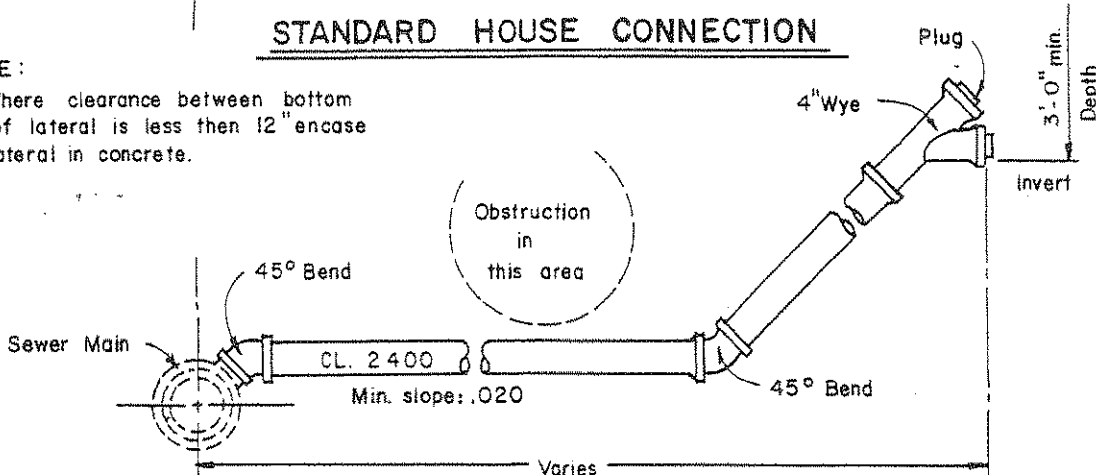 STANDARD HOUSE CONNECTION
E :
here clearance between bottom
of lateral is less then 12" encase
ateral in concrete.
Plug
4" Wye
3'-0" min.
Depth
Invert
Obstruction
in
this area
45° Bend
Sewer Main
CL. 2400
Min. slope: .020
45° Bend
Varies